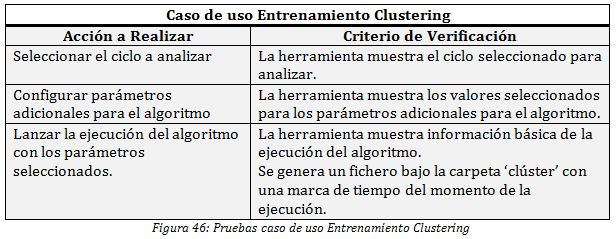 Caso de uso Entrenamiento Clustering
Acción a Realizar
Criterio de Verificación
Seleccionar el ciclo a analizar
La herramienta muestra el ciclo seleccionado para
analizar.
Configurar parámetros
adicionales para el algoritmo
La herramienta muestra los valores seleccionados
para los parámetros adicionales para el algoritmo.
Lanzar la ejecución del algoritmo
con los parámetros
seleccionados.
La herramienta muestra información básica de la
ejecución del algoritmo.
Se genera un fichero bajo la carpeta ‘clúster’ con
una marca de tiempo del momento de la
ejecución.
Figura 46: Pruebas caso de uso Entrenamiento Clustering